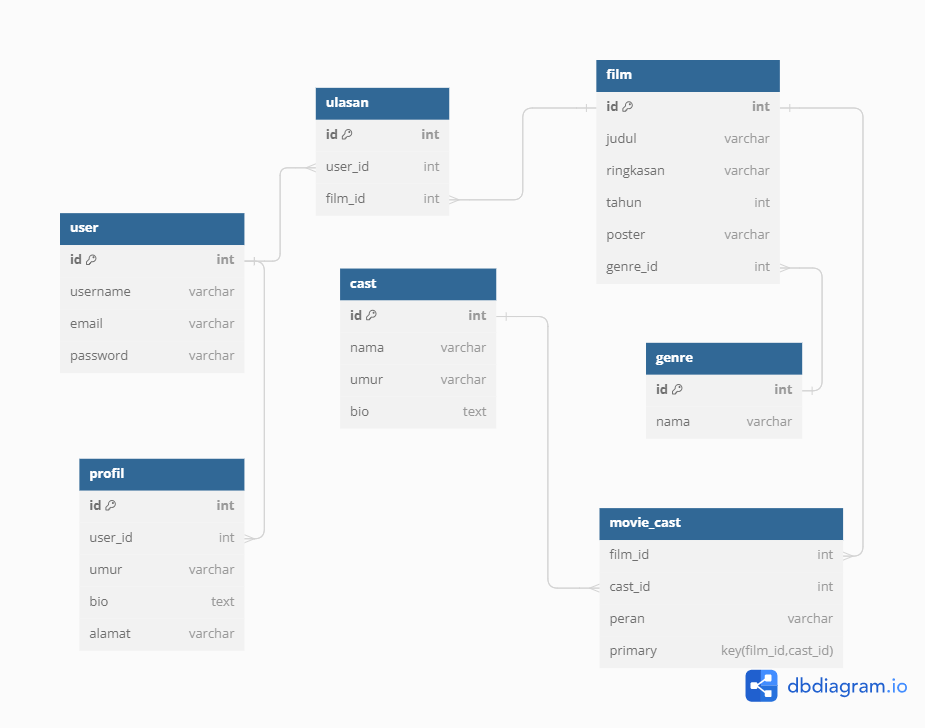 ulasan
id int
user_id int
film_id int
film
id int
judul varchar
ringkasan varchar
tahun int
poster varchar
genre_id int
user
id int
username varchar
email varchar
password varchar
cast
id int
nama varchar
umur varchar
bio text
genre
id int
nama varchar
profil
id int
user_id int
umur varchar
bio text
alamat varchar
movie_cast
film_id int
cast_id int
peran varchar
primary key(film_id,cast_id)
dbdiagram.io